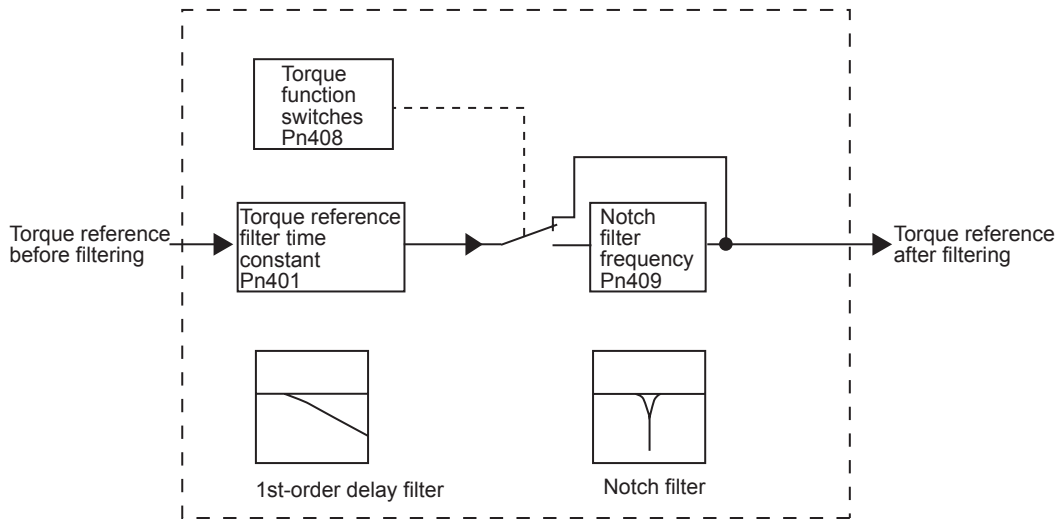 Torque
function
switches
Pn408
Torque reference
before filtering
Torque reference
filter time
constant
Pn401
Notch
filter
frequency
Pn409
Torque reference
after filtering
1st-order delay filter
Notch filter